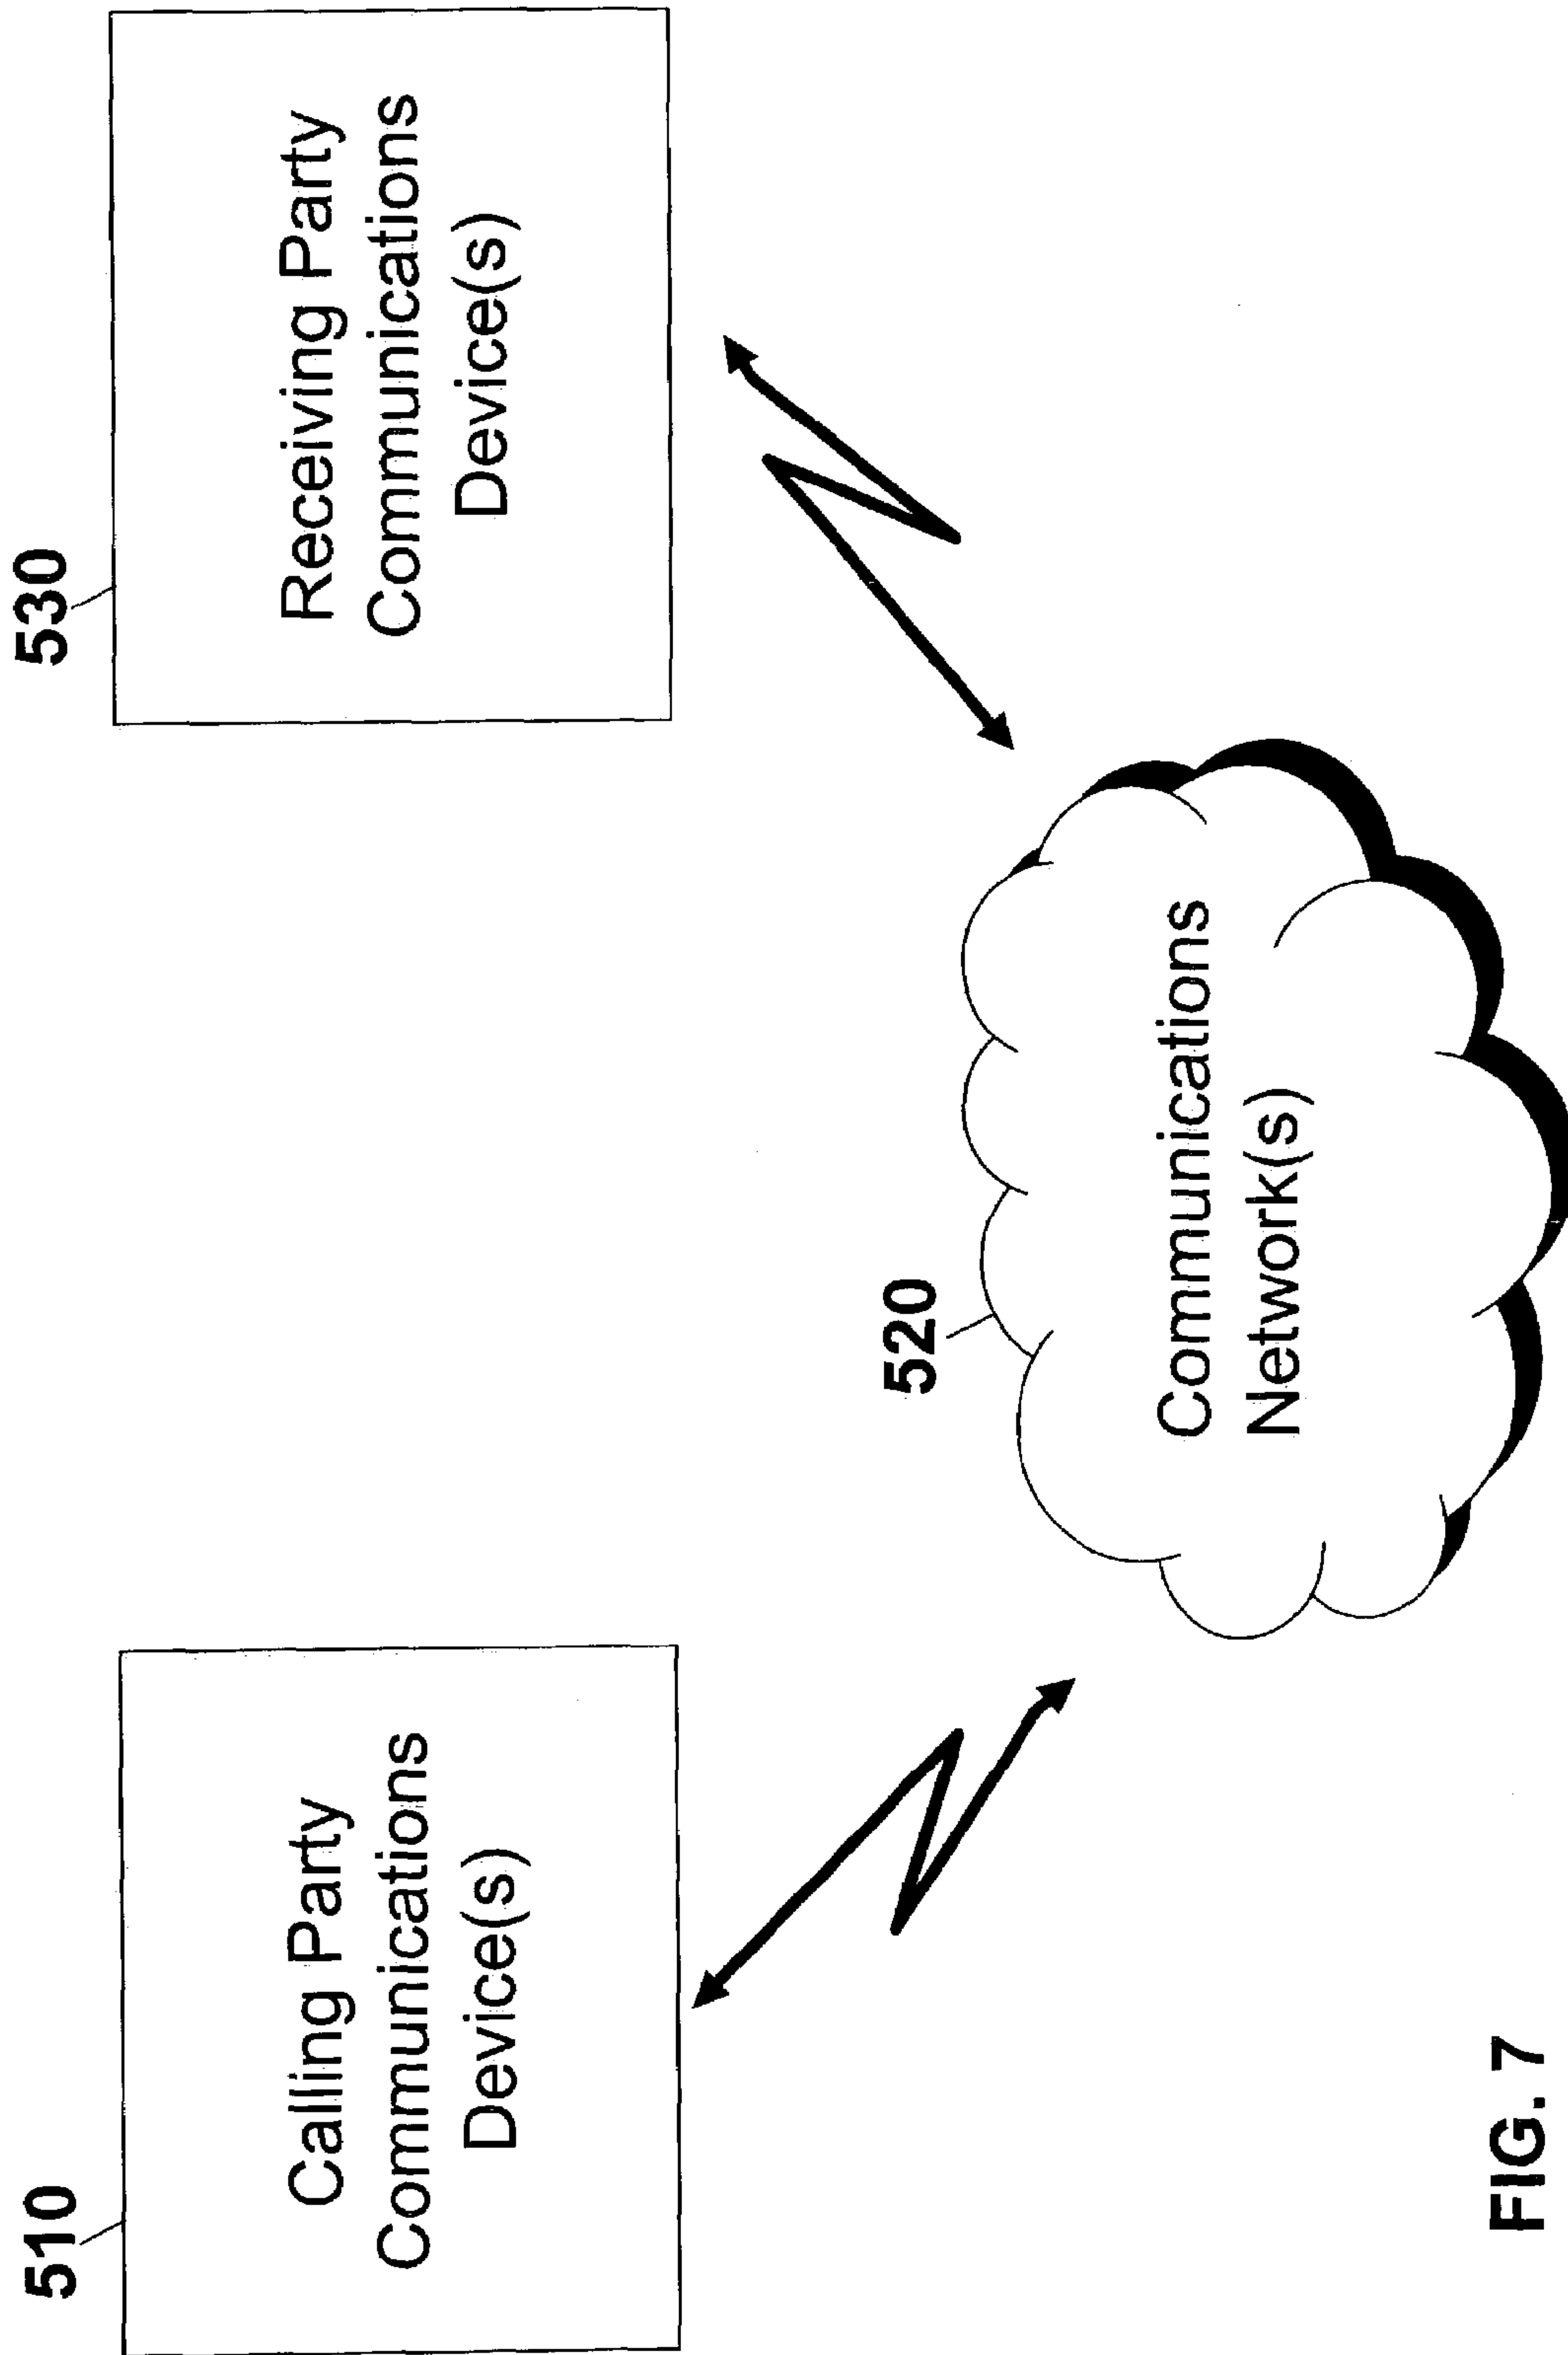 510
Calling Party
Communications
Device(s)
530
Receiving Party
Communications
Device(s)
520
Communications
Network(s)
FIG. 7